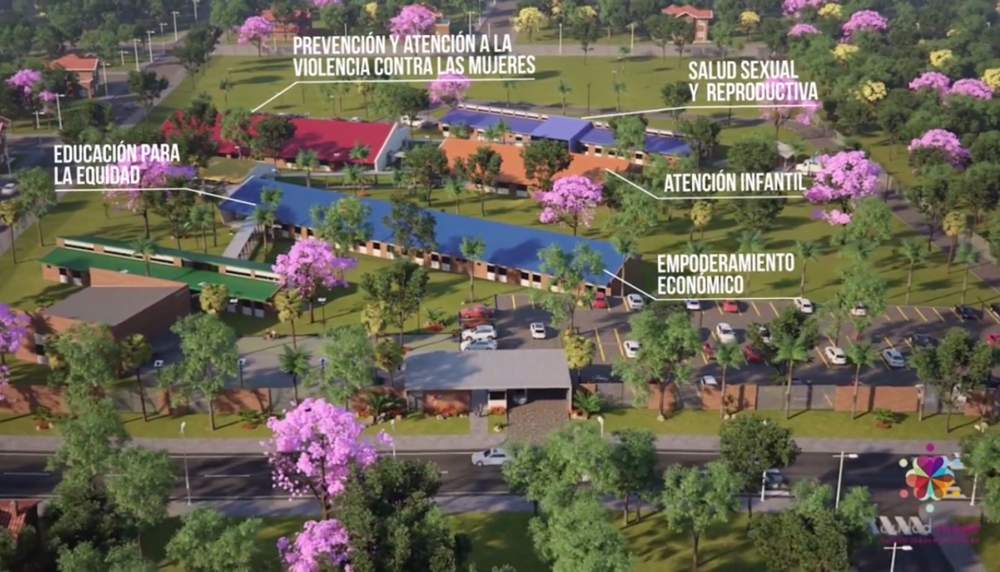 PREVENCIÓN Y ATENCIÓN A LA
VIOLENCIA CONTRA LAS MUJERES
SALUD SEXUAL
Y REPRODUCTIVA
EDUCACIÓN PARA
LA EQUIDAD
ATENCIÓN INFANTIL
EMPODERAMIENTO
ECONÓMICO